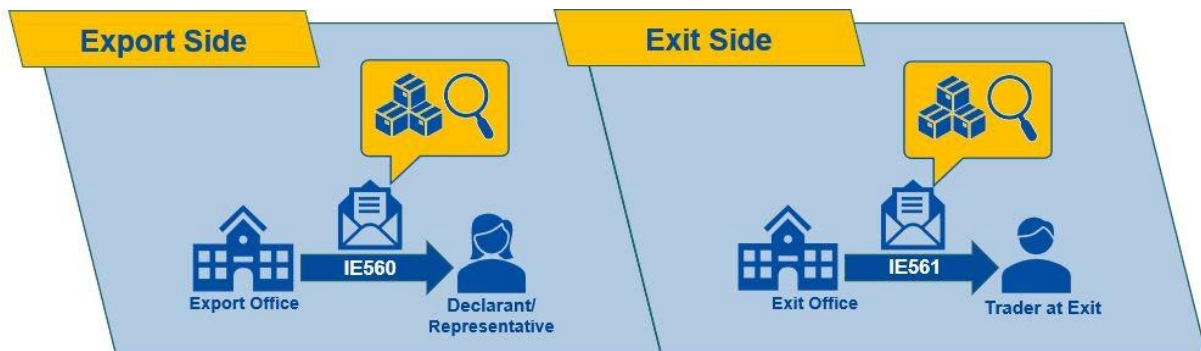 Export Side
Exit Side
IE560
Export Office
Declarant/
Representative
IE561
Exit Office
Trader at Exit